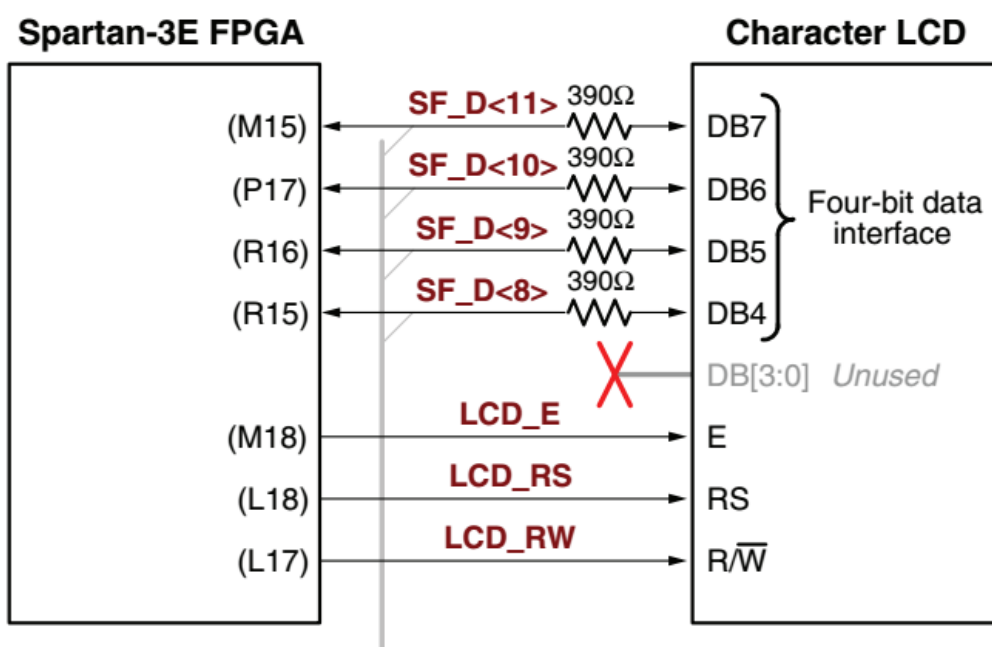 Spartan-3E FPGA
Character LCD
(M15) SF_D<11> 390Ω DB7
(P17) SF_D<10> 390Ω DB6
(R16) SF_D<9> 390Ω DB5
(R15) SF_D<8> 390Ω DB4
Four-bit data
interface
DB[3:0] Unused
(M18) LCD_E E
(L18) LCD_RS RS
(L17) LCD_RW R/W̅